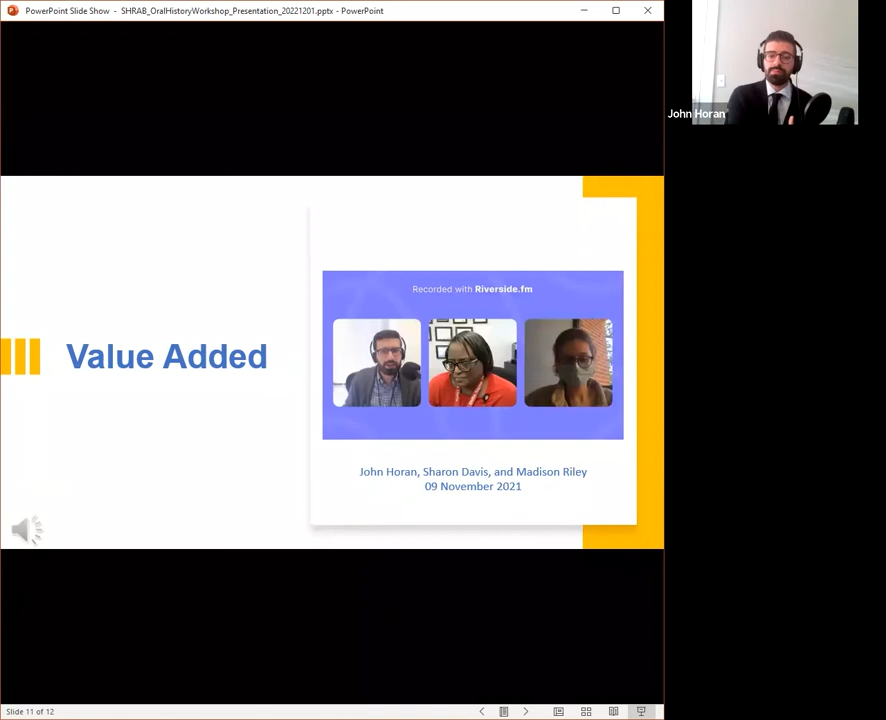 PowerPoint Slide Show - SHRAB_OralHistoryWorkshop_Presentation_20221201.pptx - PowerPoint
John Horan
Recorded with Riverside.fm
Value Added
John Horan, Sharon Davis, and Madison Riley
09 November 2021
Slide 11 of 12